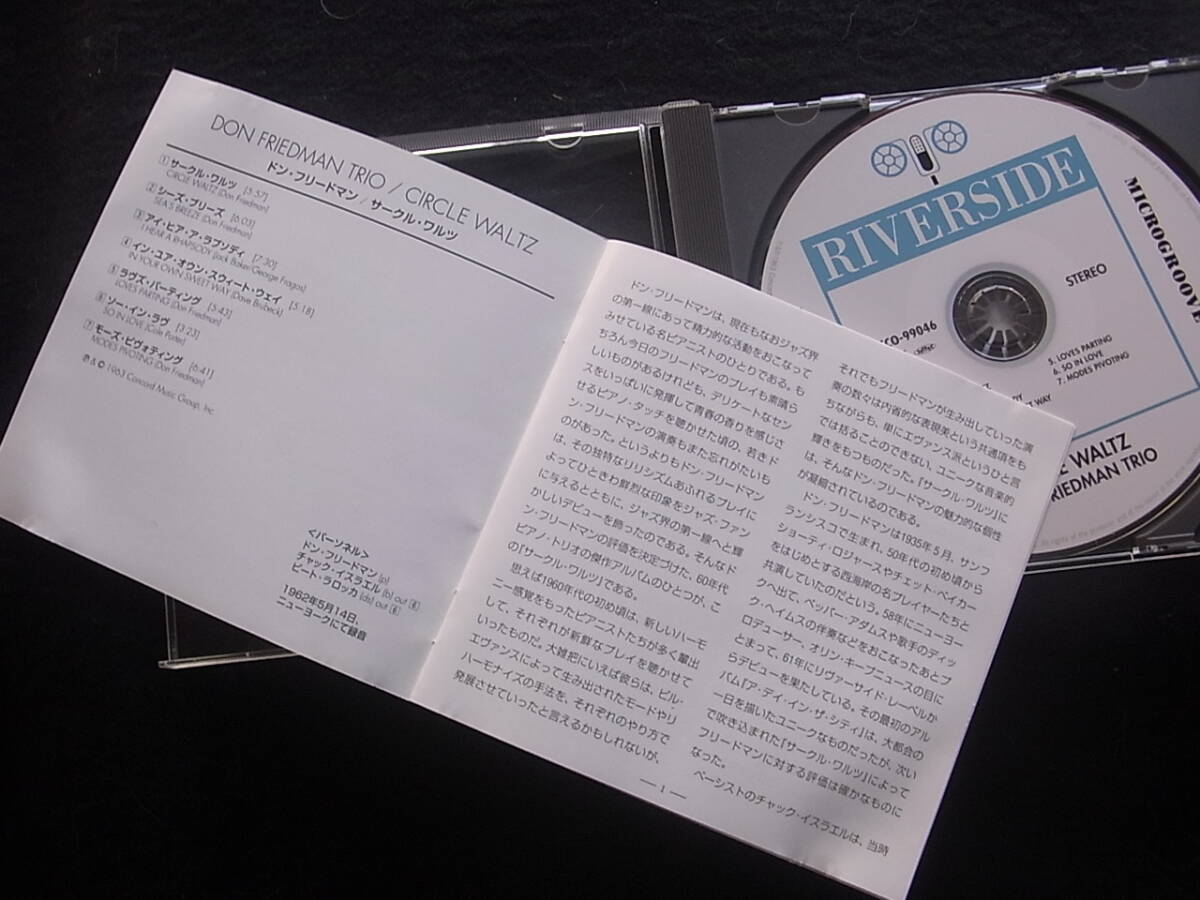 DON FRIEDMAN TRIO / CIRCLE WALTZ
ドン・フリードマン / サークル・ワルツ
① サークル・ワルツ [5:57]
CIRCLE WALTZ (Don Friedman)
② シーズ・ブリーズ [6:03]
SEA'S BREEZE (Don Friedman)
③ アイ・ヒア・ア・ラプソディ [7:30]
I HEAR A RHAPSODY (Jack Baker/George Fragos)
④ イン・ユア・オウン・スウィート・ウェイ [5:18]
IN YOUR OWN SWEET WAY (Dave Brubeck)
⑤ ラヴズ・パーティング [5:43]
LOVES PARTING (Don Friedman)
⑥ ソー・イン・ラヴ [3:23]
SO IN LOVE (Cole Porter)
⑦ モーズ・ピヴォティング [6:41]
MODES PIVOTING (Don Friedman)
℗&© 1963 Concord Music Group, Inc.
<パーソネル>
ドン・フリードマン (p)
チャック・イスラエル (b) out ⑥
ピート・ラロッカ (ds) out ⑥
1962年5月14日、
ニューヨークにて録音
ドン・フリードマンは、現在もなおジャズ界
の第一線にあって精力的な活動をおこなって
みせている名ピアニストのひとりである。も
ちろん今日のフリードマンのプレイも素晴ら
しいものがあるけれども、デリケートなセン
スをいっぱいに発揮して青春の香りを感じさ
せるピアノ・タッチを聴かせた頃の、若きド
ン・フリードマンの演奏もまた忘れがたいも
のがあった。というよりもドン・フリードマン
は、その独特なリリシズムあふれるプレイに
よってひときわ鮮烈な印象をジャズ・ファン
に与えるとともに、ジャズ界の第一線へと輝
かしいデビューを飾ったのである。そんなド
ン・フリードマンの評価を決定づけた、60年代
ピアノ・トリオの傑作アルバムのひとつが、こ
の『サークル・ワルツ』である。
思えば1960年代の初め頃は、新しいハーモ
ニー感覚をもったピアニストたちが多く輩出
して、それぞれが新鮮なプレイを聴かせて
いったものだ。大雑把にいえば彼らは、ビル・
エヴァンスによって生み出されたモードやリ
ハーモナイズの手法を、それぞれのやり方で
発展させていったと言えるかもしれないが、
それでもフリードマンが生み出していった演
奏の数々は内省的な表現美という共通項をも
ちながらも、単にエヴァンス派というひと言
では括ることのできない、ユニークな音楽的
輝きをもつものだった。『サークル・ワルツ』に
は、そんなドン・フリードマンの魅力的な個性
が凝縮されているのである。
ドン・フリードマンは1935年5月、サンフ
ランシスコで生まれ、50年代の初め頃から
ショーティ・ロジャースやチェット・ベイカー
をはじめとする西海岸の名プレイヤーたちと
共演していたのだという。58年にニューヨー
クへ出て、ペッパー・アダムスや歌手のディッ
ク・ヘイムスの伴奏などをおこなったあとプ
ロデューサー、オリン・キープニュースの目に
とまって、61年にリヴァーサイド・レーベルか
らデビューを果たしている。その最初のアル
バム『ア・デイ・イン・ザ・シティ』は、大都会の
一日を描いたユニークなものだったが、次い
で吹き込まれた『サークル・ワルツ』によって
フリードマンに対する評価は確かなものに
なった。
ベーシストのチャック・イスラエルは、当時
— 1 —
RIVERSIDE
MICROGROOVE
STEREO
CO-99046
5. LOVES PARTING
6. SO IN LOVE
7. MODES PIVOTING
WAY
WALTZ
FRIEDMAN TRIO